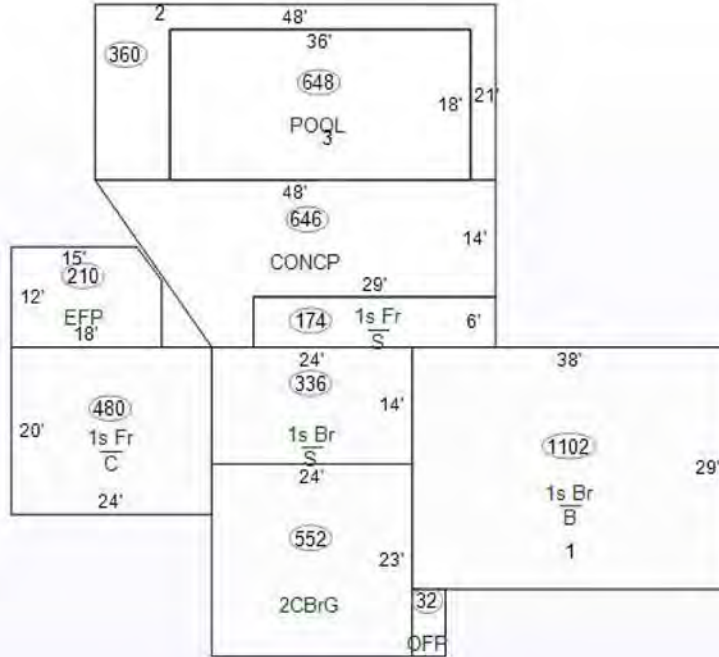 2
48'
360
36'
648
18'
21'
POOL
3
48'
646
14'
CONCP
15'
210
12'
EFP
18'
29'
174
1s Fr
S
6'
24'
336
14'
1s Br
S
38'
480
20'
1s Fr
C
24'
1102
29'
1s Br
B
1
24'
552
23'
2CBrG
32
OFP